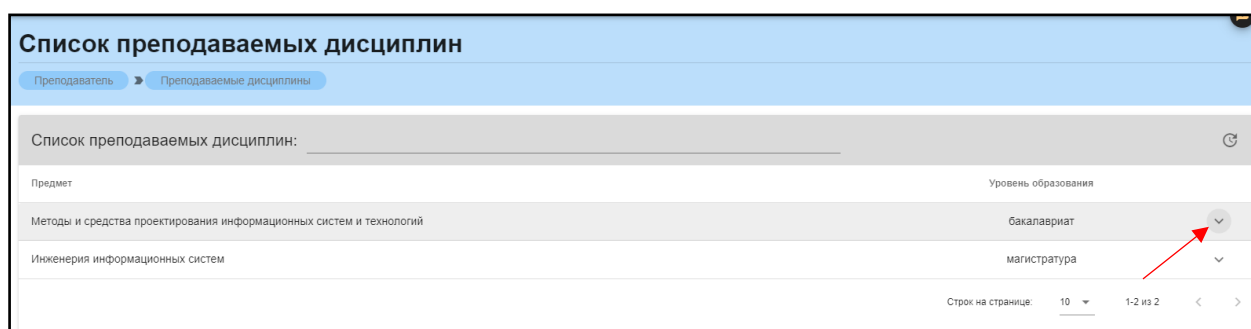 Список преподаваемых дисциплин
Преподаватель Преподаваемые дисциплины
Список преподаваемых дисциплин:
Предмет Уровень образования
Методы и средства проектирования информационных систем и технологий бакалавриат
Инженерия информационных систем магистратура
Строк на странице: 10 1-2 из 2